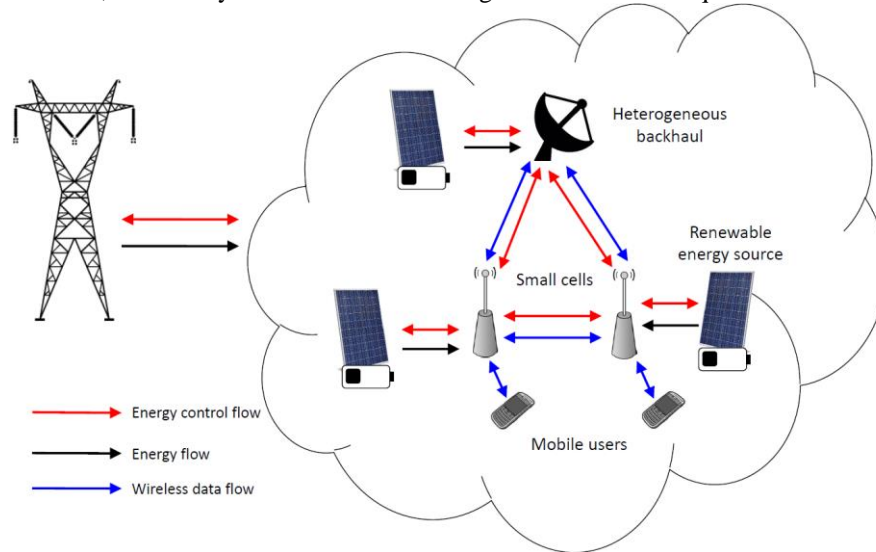 Heterogeneous
backhaul
Renewable
energy source
Small cells
Mobile users
Energy control flow
Energy flow
Wireless data flow